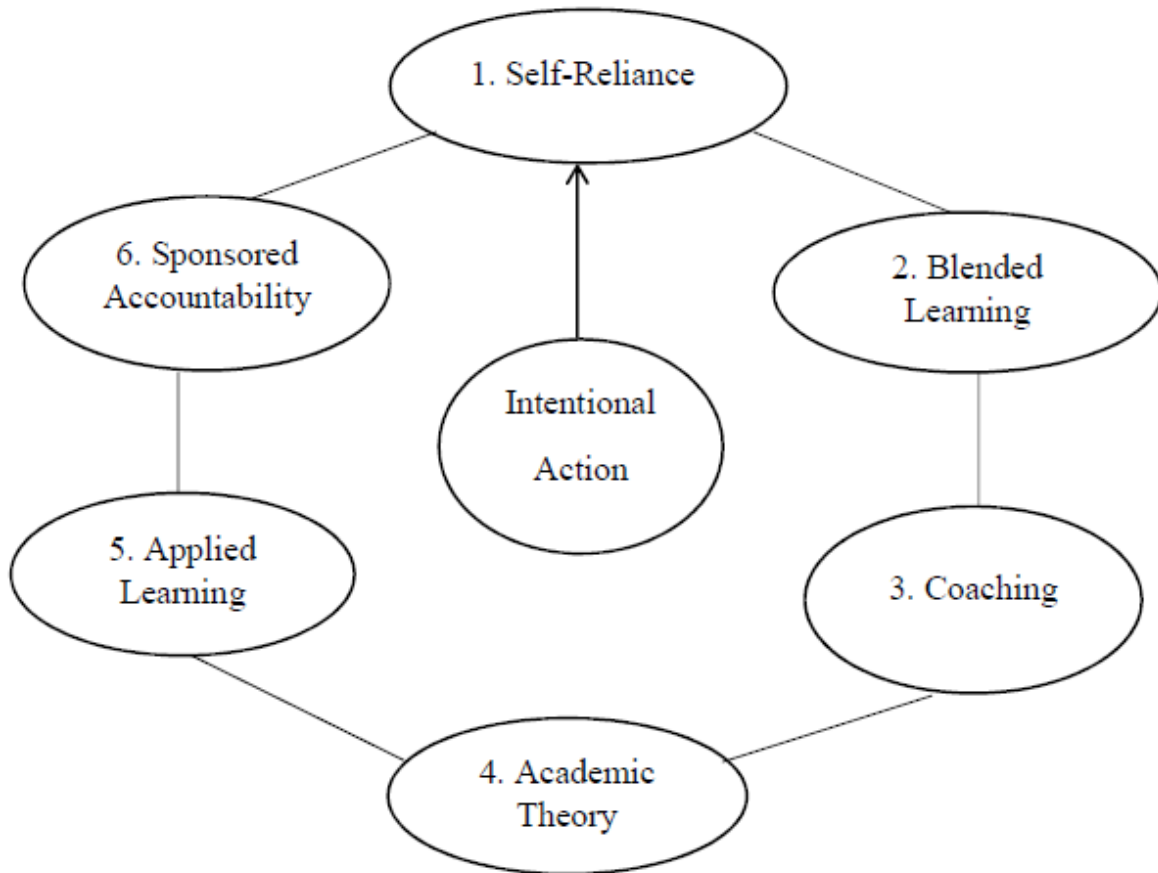 1. Self-Reliance
2. Blended
Learning
3. Coaching
4. Academic
Theory
5. Applied
Learning
6. Sponsored
Accountability
Intentional
Action